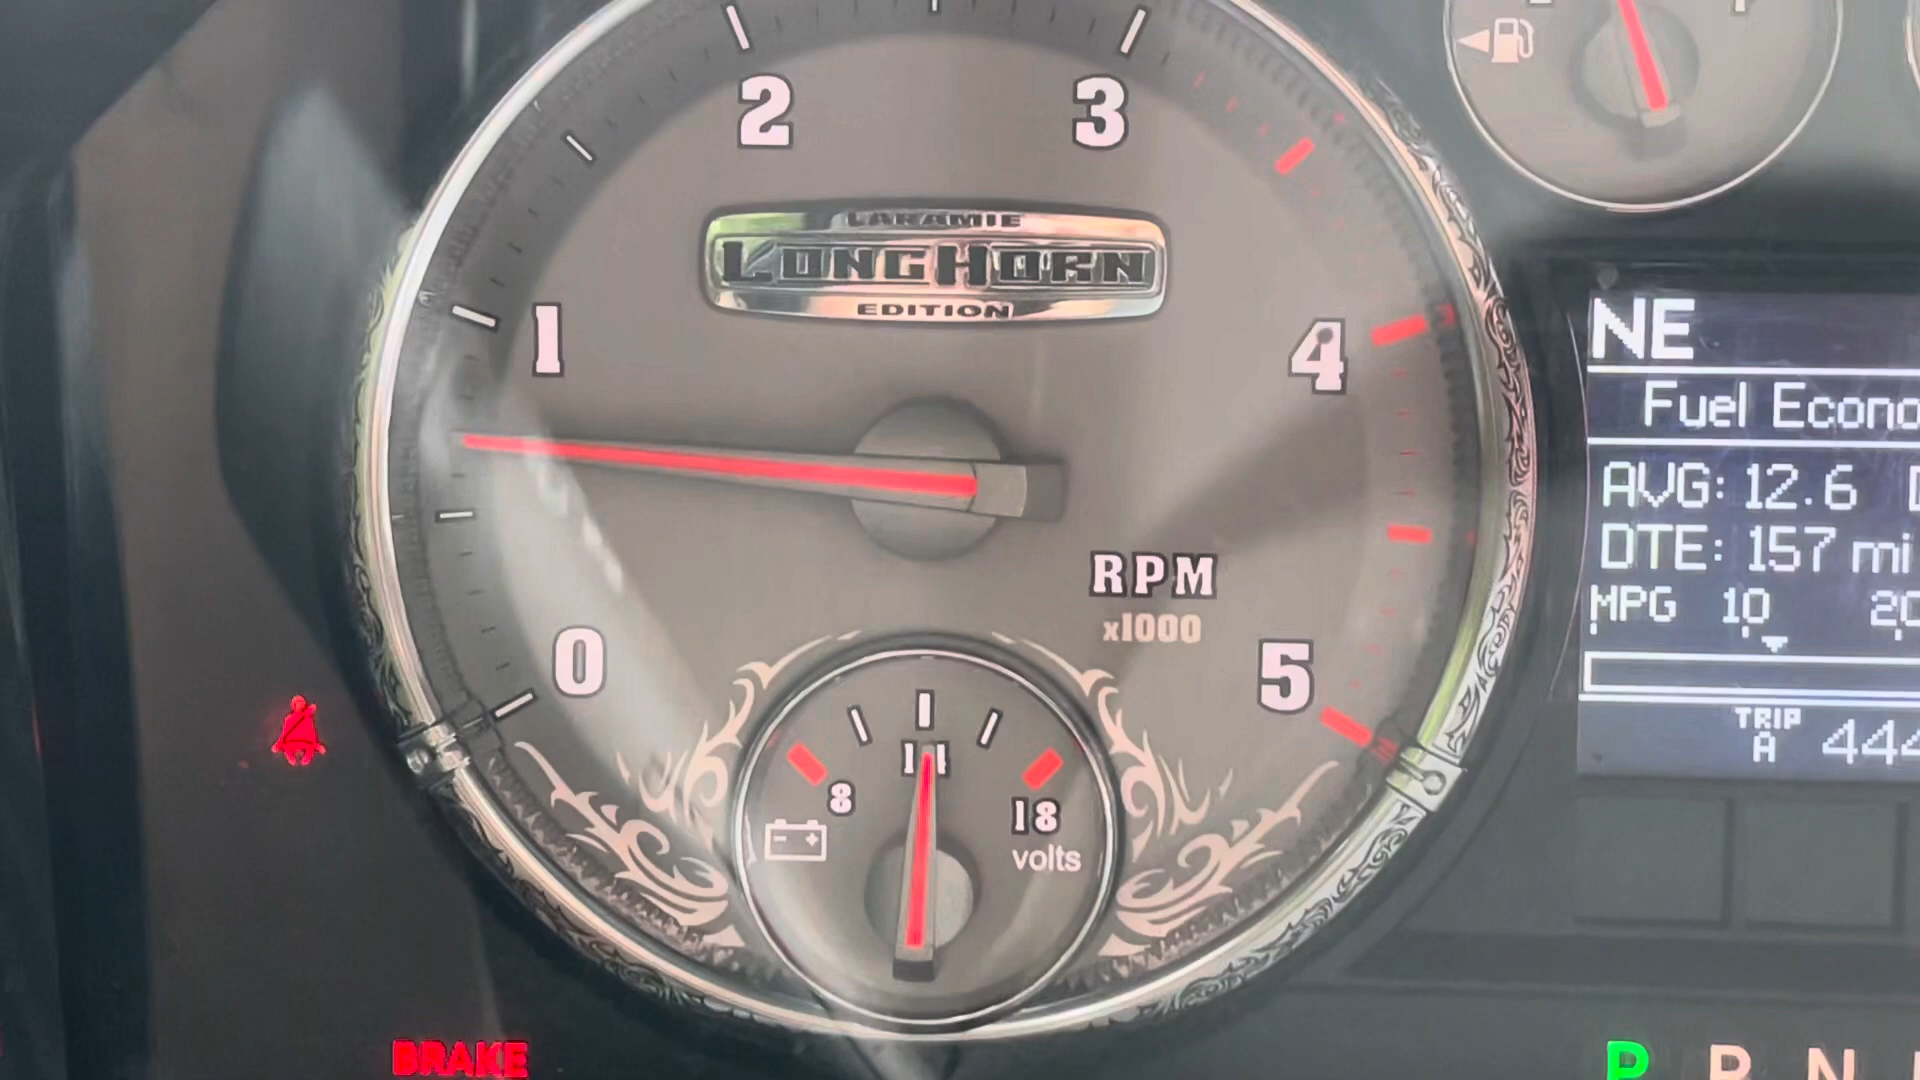 2
3
LARAMIE
LONGHORN
EDITION
1
4
NE
Fuel Econo
AVG: 12.6
DTE: 157 mi
MPG 10 20
RPM
x1000
0
5
TRIP
A 444
14
8
18
volts
BRAKE
P R N